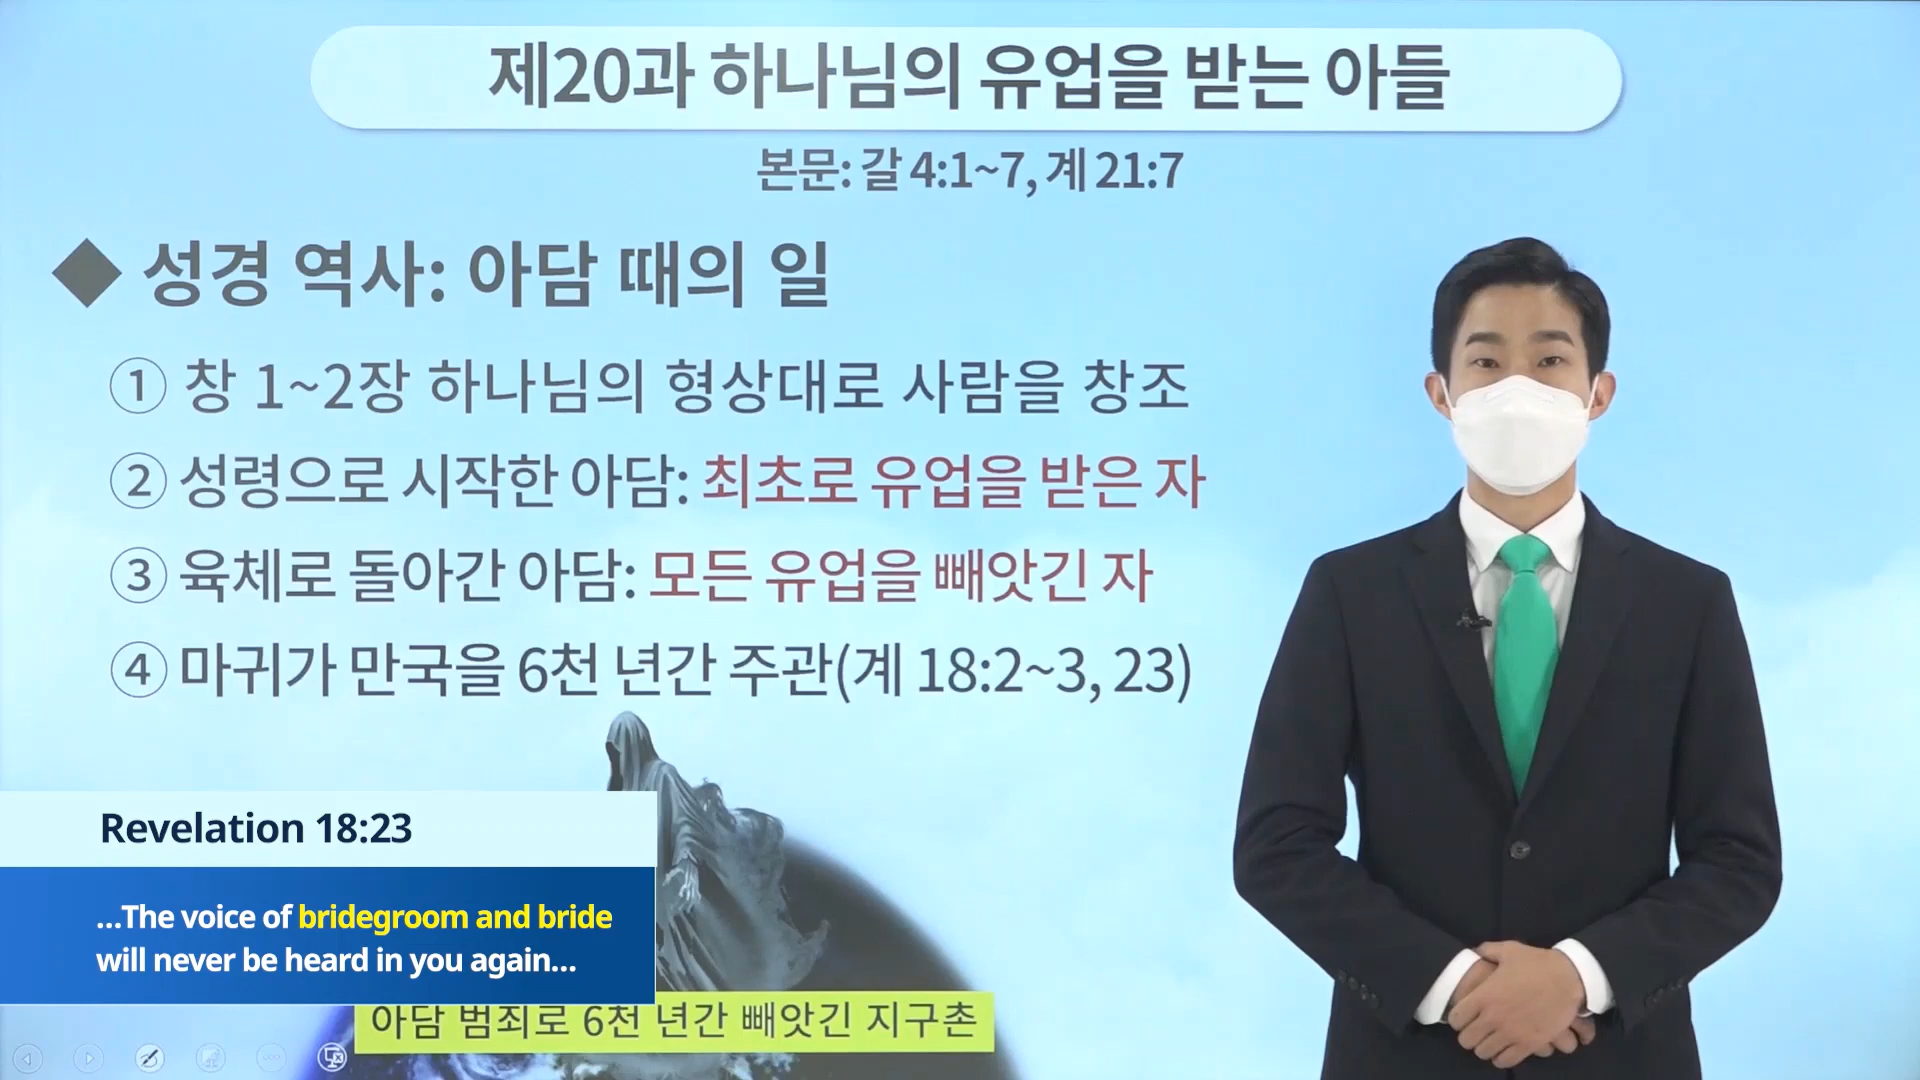 제20과 하나님의 유업을 받는 아들
본문: 갈 4:1~7, 계 21:7
◆ 성경 역사: 아담 때의 일
① 창 1~2장 하나님의 형상대로 사람을 창조
② 성령으로 시작한 아담: 최초로 유업을 받은 자
③ 육체로 돌아간 아담: 모든 유업을 빼앗긴 자
④ 마귀가 만국을 6천 년간 주관(계 18:2~3, 23)
Revelation 18:23
...The voice of bridegroom and bride
will never be heard in you again...
아담 범죄로 6천 년간 빼앗긴 지구촌